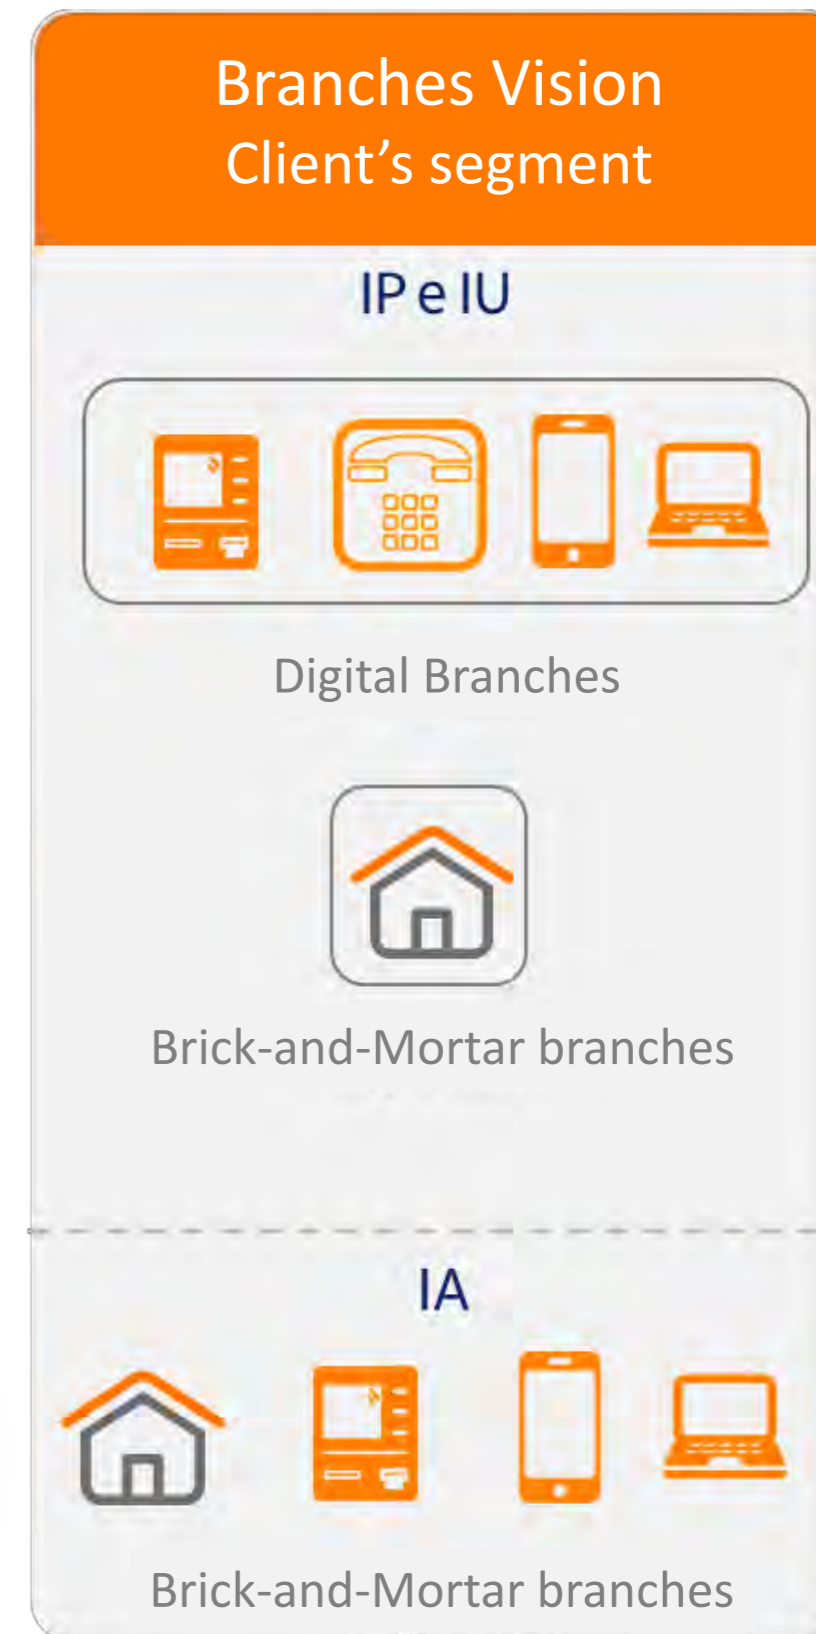 Branches Vision
Client’s segment
IP e IU
Digital Branches
Brick-and-Mortar branches
IA
Brick-and-Mortar branches